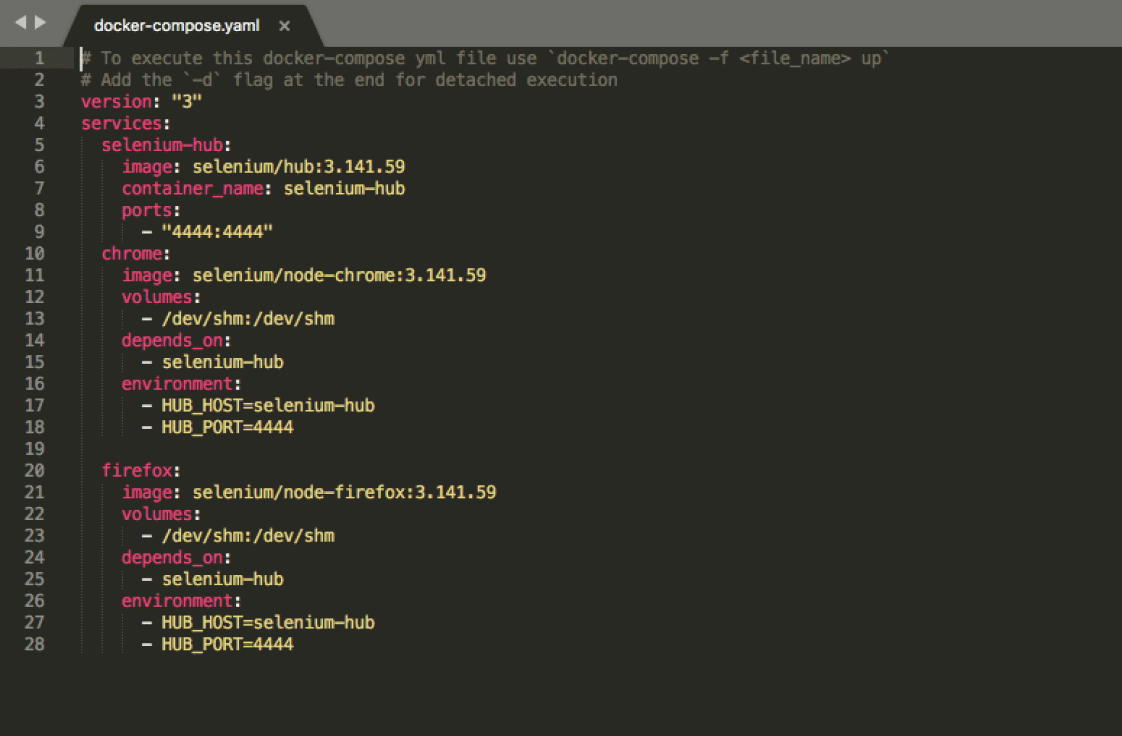 docker-compose.yaml ×
1 # To execute this docker-compose yml file use `docker-compose -f <file_name> up`
2 # Add the `-d` flag at the end for detached execution
3 version: "3"
4 services:
5   selenium-hub:
6     image: selenium/hub:3.141.59
7     container_name: selenium-hub
8     ports:
9       - "4444:4444"
10   chrome:
11     image: selenium/node-chrome:3.141.59
12     volumes:
13       - /dev/shm:/dev/shm
14     depends_on:
15       - selenium-hub
16     environment:
17       - HUB_HOST=selenium-hub
18       - HUB_PORT=4444
19
20   firefox:
21     image: selenium/node-firefox:3.141.59
22     volumes:
23       - /dev/shm:/dev/shm
24     depends_on:
25       - selenium-hub
26     environment:
27       - HUB_HOST=selenium-hub
28       - HUB_PORT=4444